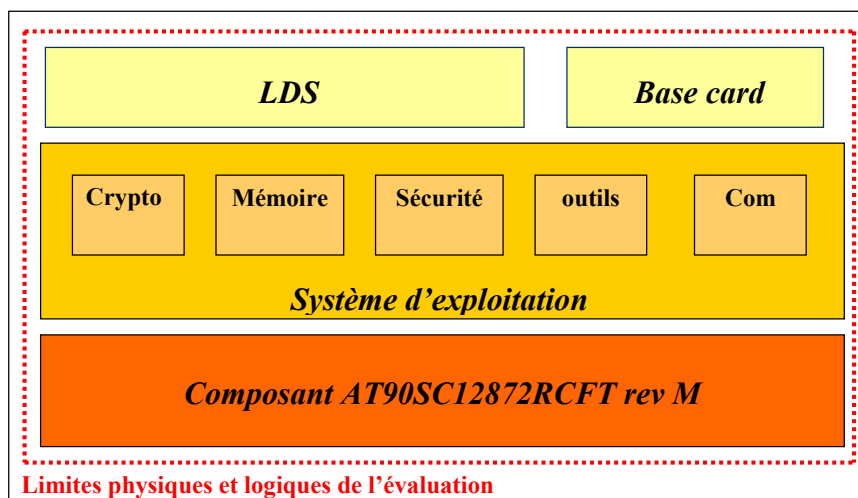 LDS
Base card
Crypto
Mémoire
Sécurité
outils
Com
Système d’exploitation
Composant AT90SC12872RCFT rev M
Limites physiques et logiques de l’évaluation